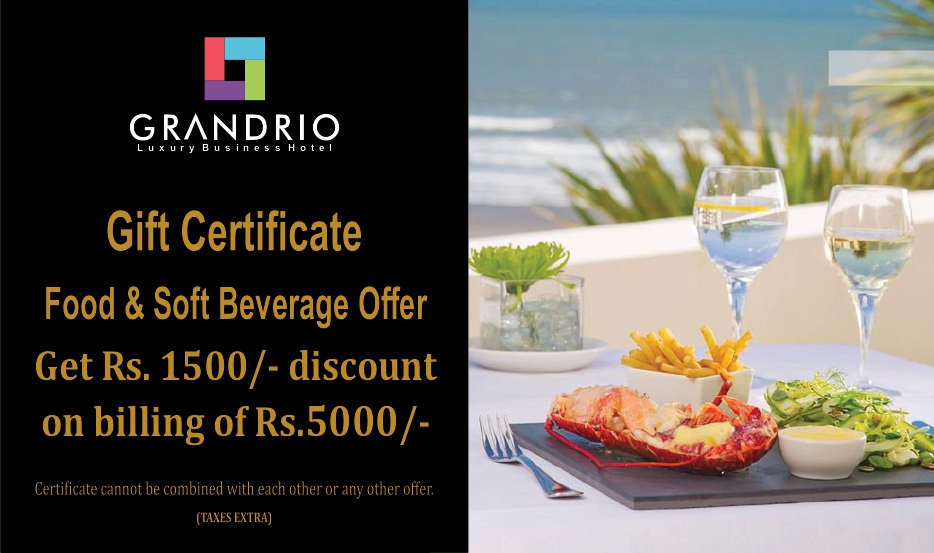 GRANDRIO
Luxury Business Hotel
Gift Certificate
Food & Soft Beverage Offer
Get Rs. 1500/- discount
on billing of Rs.5000/-
Certificate cannot be combined with each other or any other offer.
(TAXES EXTRA)